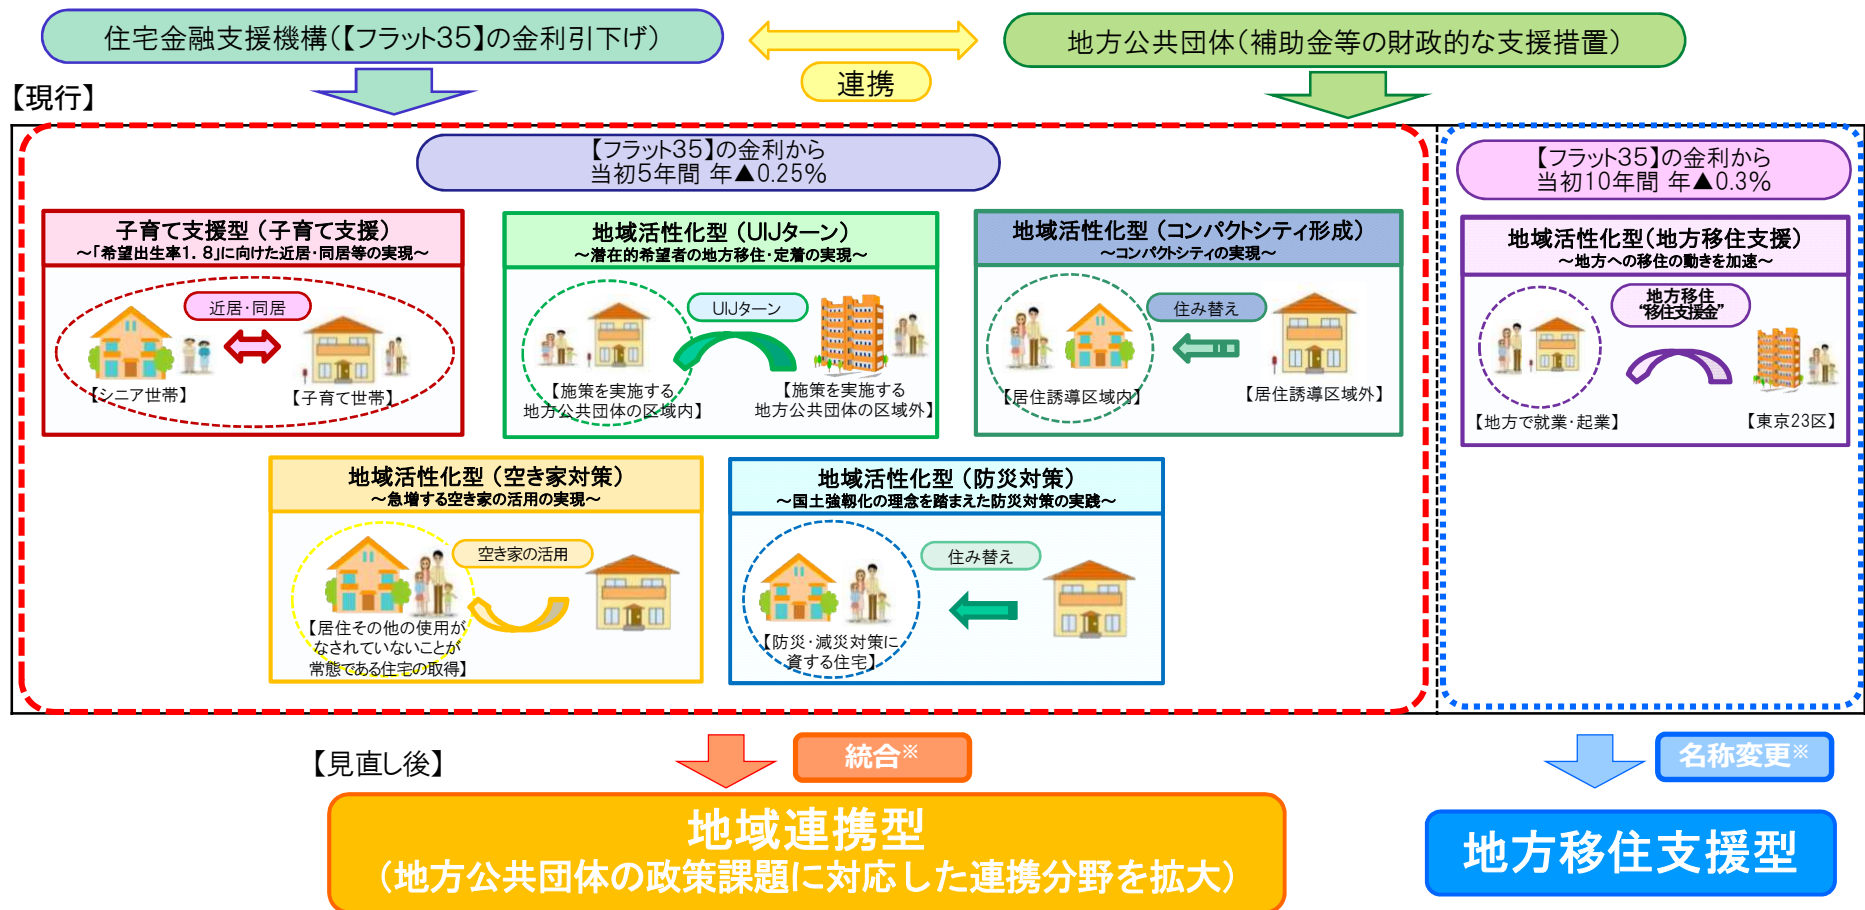 住宅金融支援機構（【フラット35】の金利引下げ）
地方公共団体（補助金等の財政的な支援措置）
連携
【現行】
【フラット35】の金利から
当初5年間 年▲0.25%
【フラット35】の金利から
当初10年間 年▲0.3%
子育て支援型（子育て支援）
～「希望出生率1．8」に向けた近居・同居等の実現～
近居・同居
【シニア世帯】
【子育て世帯】
地域活性化型（UIJターン）
～潜在的希望者の地方移住・定着の実現～
UIJターン
【施策を実施する
地方公共団体の区域内】
【施策を実施する
地方公共団体の区域外】
地域活性化型（コンパクトシティ形成）
～コンパクトシティの実現～
住み替え
【居住誘導区域内】
【居住誘導区域外】
地域活性化型（地方移住支援）
～地方への移住の動きを加速～
地方移住
“移住支援金”
【地方で就業・起業】
【東京23区】
地域活性化型（空き家対策）
～急増する空き家の活用の実現～
空き家の活用
【居住その他の使用が
なされていないことが
常態である住宅の取得】
地域活性化型（防災対策）
～国土強靱化の理念を踏まえた防災対策の実践～
住み替え
【防災・減災対策に
資する住宅】
【見直し後】
統合※
名称変更※
地域連携型
（地方公共団体の政策課題に対応した連携分野を拡大）
地方移住支援型